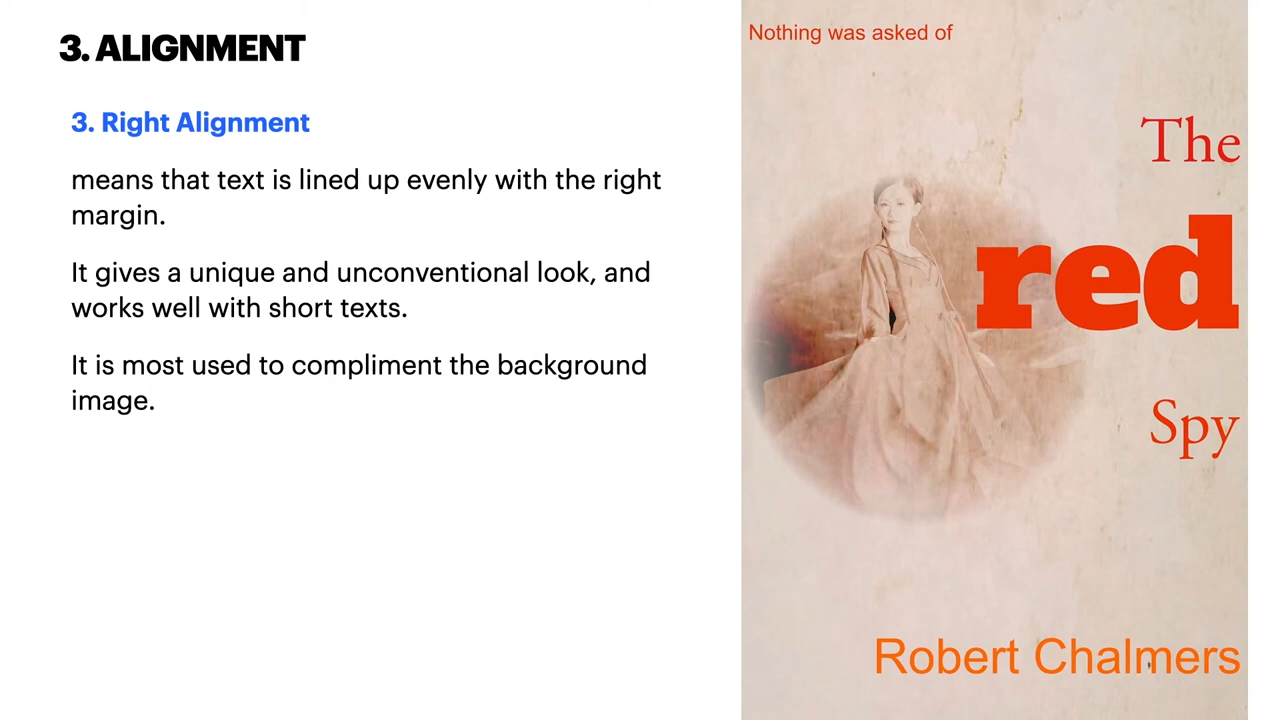 3. ALIGNMENT
3. Right Alignment
means that text is lined up evenly with the right
margin.
It gives a unique and unconventional look, and
works well with short texts.
It is most used to compliment the background
image.
Nothing was asked of
The
red
Spy
Robert Chalmers